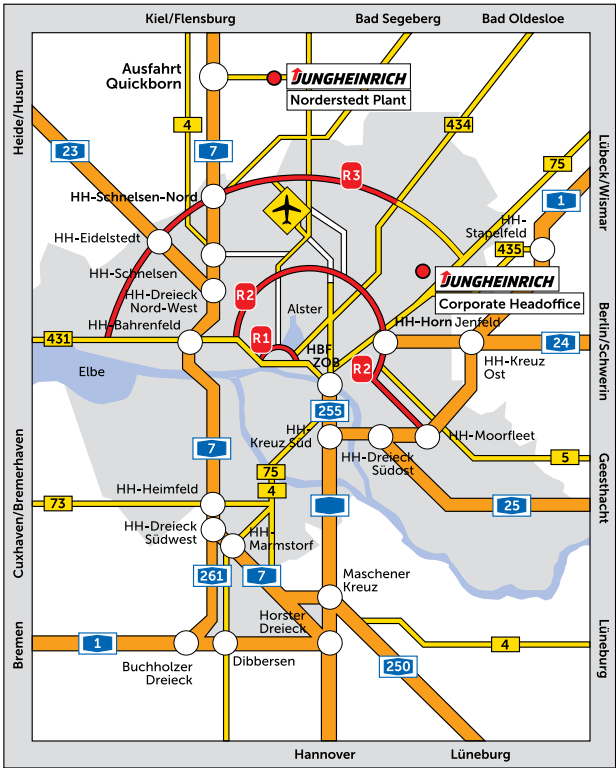 Kiel/Flensburg
Bad Segeberg
Bad Oldesloe
Heide/Husum
Lübeck/Wismar
Berlin/Schwerin
Geesthacht
Lüneburg
Cuxhaven/Bremerhaven
Bremen
Ausfahrt
Quickborn
JUNGHEINRICH
Norderstedt Plant
4
7
434
23
75
1
R3
HH-Schnelsen-Nord
HH-
Stapelfeld
HH-Eidelstedt
435
HH-Schnelsen
JUNGHEINRICH
Corporate Headoffice
HH-Dreieck
Nord-West
R2
Alster
HH-Bahrenfeld
HH-Horn
Jenfeld
431
R1
HBF
ZOB
24
R2
HH-Kreuz
Ost
Elbe
255
HH-
Kreuz Süd
HH-Moorfleet
HH-Dreieck
Südost
7
5
75
4
73
HH-Heimfeld
25
HH-Dreieck
Südwest
HH-
Marmstorf
261
7
Maschener
Kreuz
Horster
Dreieck
1
4
Buchholzer
Dreieck
Dibbersen
250
Hannover
Lüneburg